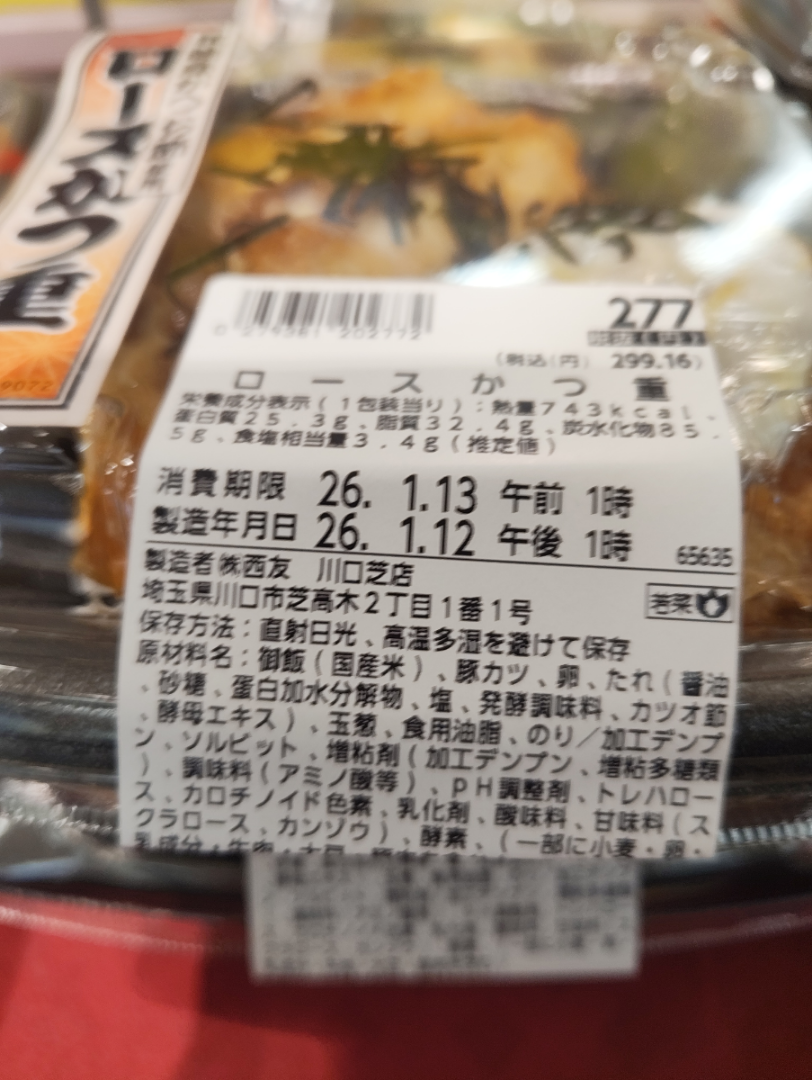 ロースかつ重
9072
277
(税込(円) 299.16)
ロースかつ重
栄養成分表示(1包装当り):熱量743kcal、
蛋白質25.3g、脂質32.4g、炭水化物85.
5g、食塩相当量3.4g(推定値)
消費期限 26. 1.13 午前 1時
製造年月日 26. 1.12 午後 1時 65635
製造者㈱西友 川口芝店
埼玉県川口市芝高木2丁目1番1号
若菜
保存方法:直射日光、高温多湿を避けて保存
原材料名:御飯(国産米)、豚カツ、卵、たれ(醤油
、砂糖、蛋白加水分解物、塩、発酵調味料、カツオ節
、酵母エキス)、玉葱、食用油脂、のり/加工デンプ
ン、ソルビット、増粘剤(加工デンプン、増粘多糖類
)、調味料(アミノ酸等)、pH調整剤、トレハロー
ス、カロチノイド色素、乳化剤、酸味料、甘味料(ス
クラロース、カンゾウ)、酵素、(一部に小麦・卵・
乳成分・牛肉・大豆・